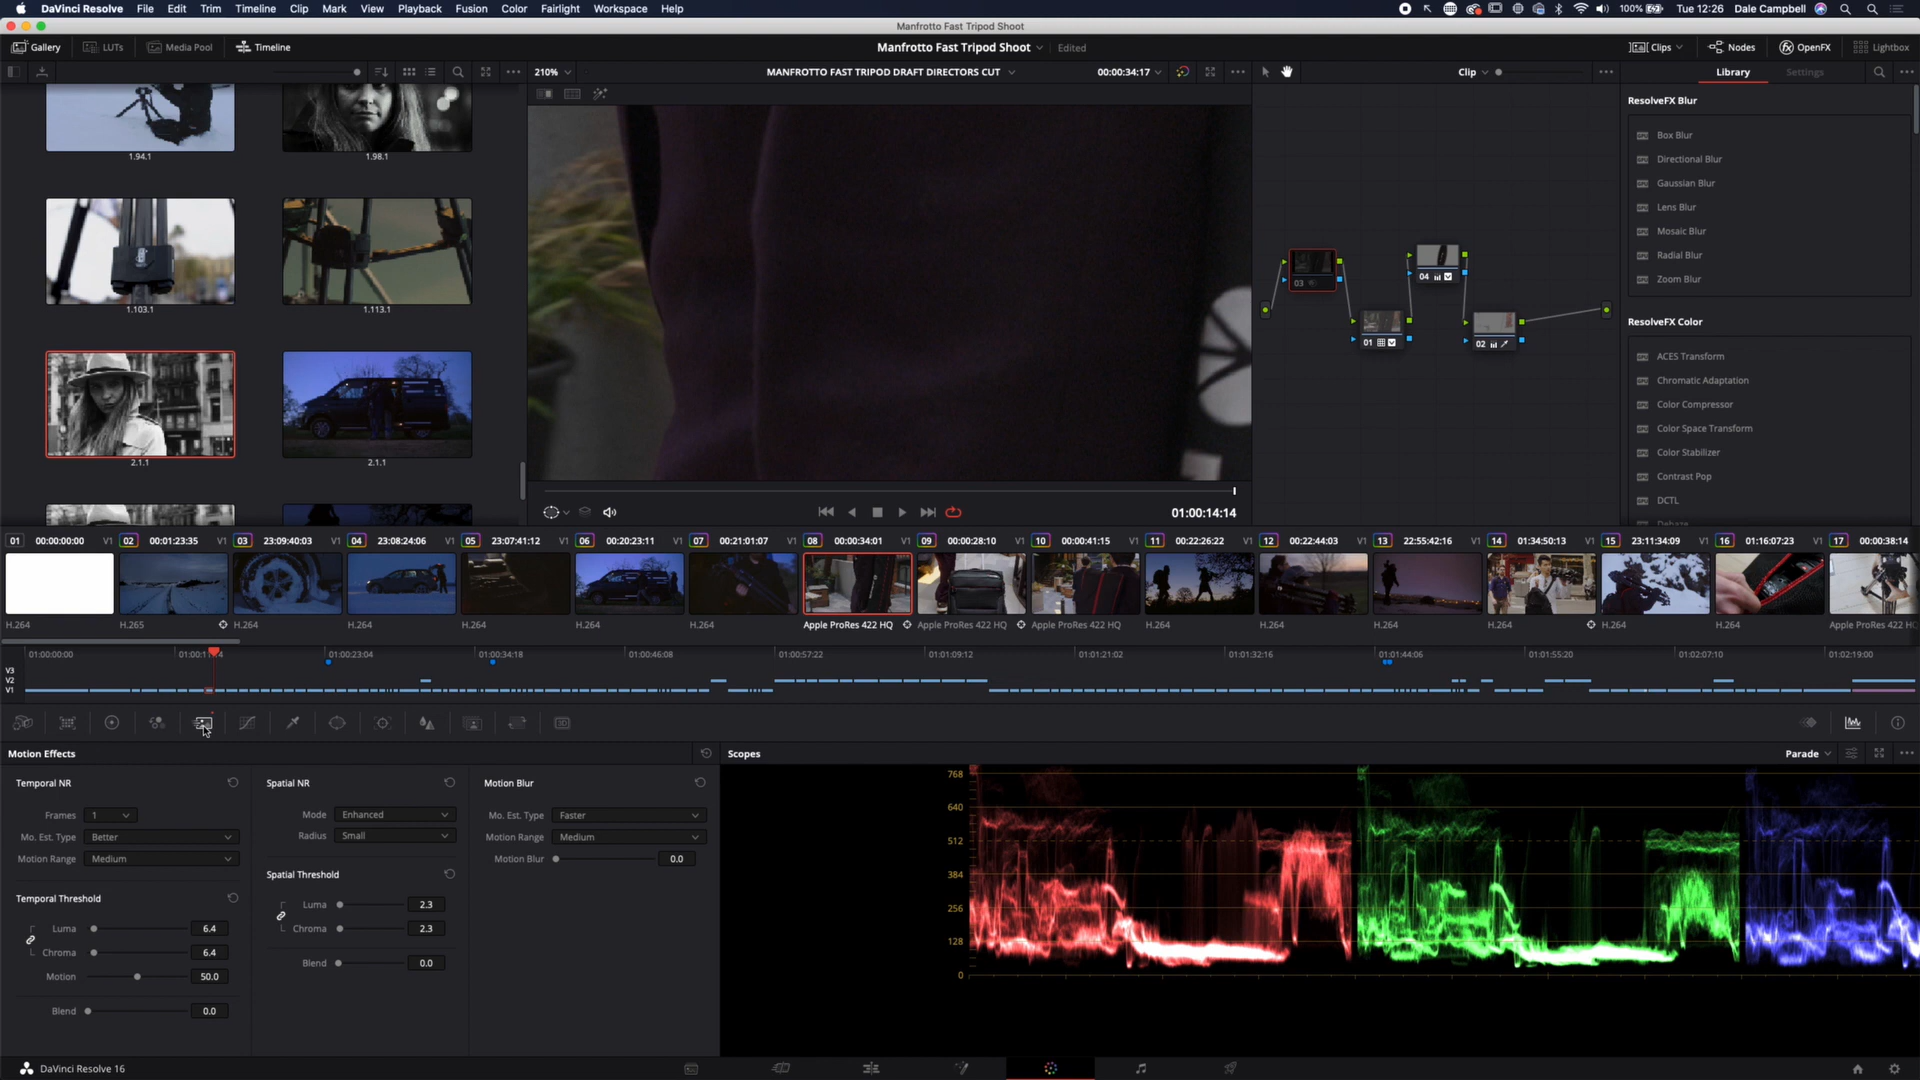 DaVinci Resolve File Edit Trim Timeline Clip Mark View Playback Fusion Color Fairlight Workspace Help 100% Tue 12:26 Dale Campbell
Manfrotto Fast Tripod Shoot
Gallery LUTs Media Pool Timeline Manfrotto Fast Tripod Shoot Edited Clips Nodes OpenFX Lightbox
210% MANFROTTO FAST TRIPOD DRAFT DIRECTORS CUT 00:00:34:17 Clip Library Settings
ResolveFX Blur
Box Blur
Directional Blur
Gaussian Blur
Lens Blur
Mosaic Blur
Radial Blur
Zoom Blur
ResolveFX Color
ACES Transform
Chromatic Adaptation
Color Compressor
Color Space Transform
Color Stabilizer
Contrast Pop
DCTL
1.94.1 1.98.1
1.103.1 1.113.1
2.1.1 2.1.1
03 04
01 02
01:00:14:14
01 00:00:00:00 V1 02 00:01:23:35 V1 03 23:09:40:03 V1 04 23:08:24:06 V1 05 23:07:41:12 V1 06 00:20:23:11 V1 07 00:21:01:07 V1 08 00:00:34:01 V1 09 00:00:28:10 V1 10 00:00:41:15 V1 11 00:22:26:22 V1 12 00:22:44:03 V1 13 22:55:42:16 V1 14 01:34:50:13 V1 15 23:11:34:09 V1 16 01:16:07:23 V1 17 00:00:38:14
H.264 H.265 H.264 H.264 H.264 H.264 H.264 Apple ProRes 422 HQ Apple ProRes 422 HQ Apple ProRes 422 HQ H.264 H.264 H.264 H.264 H.264 H.264 Apple ProRes 422 HQ
01:00:00:00 01:00:23:04 01:00:34:18 01:00:46:08 01:00:57:22 01:01:09:12 01:01:21:02 01:01:32:16 01:01:44:06 01:01:55:20 01:02:07:10 01:02:19:00
V3
V2
V1
Motion Effects Scopes Parade
Temporal NR Spatial NR Motion Blur
Frames 1 Mode Enhanced Mo. Est. Type Faster
Mo. Est. Type Better Radius Small Motion Range Medium
Motion Range Medium Motion Blur 0.0
Temporal Threshold Spatial Threshold
Luma 6.4 Luma 2.3
Chroma 6.4 Chroma 2.3
Motion 50.0 Blend 0.0
Blend 0.0
768
640
512
384
256
128
0
DaVinci Resolve 16